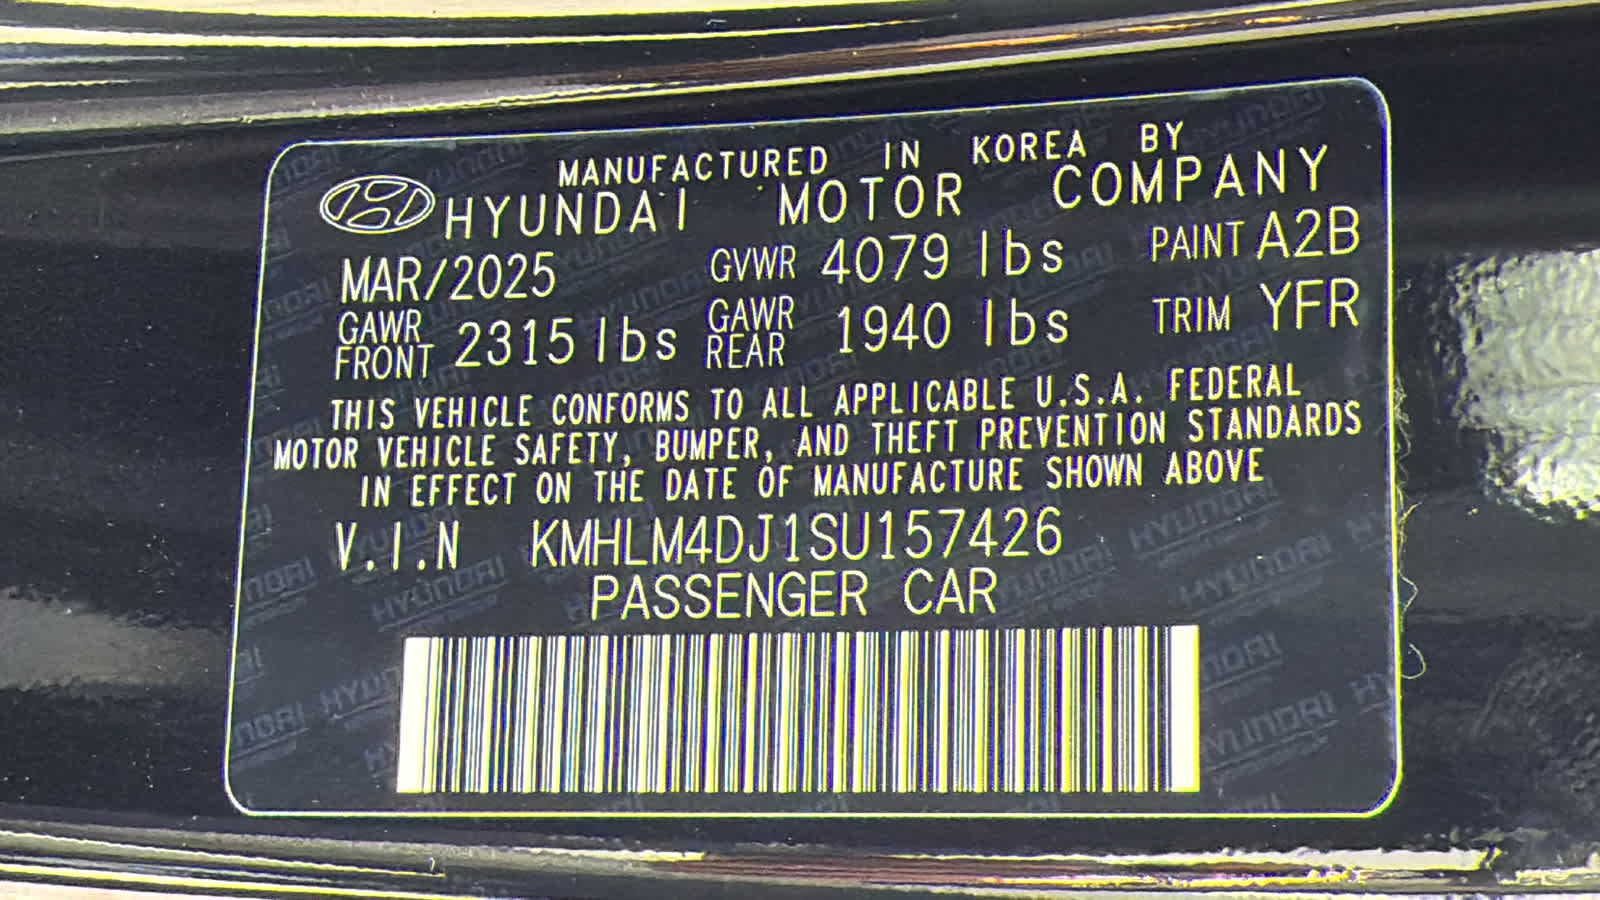 MANUFACTURED IN KOREA BY
HYUNDAI MOTOR COMPANY
MAR/2025 GVWR 4079 lbs PAINT A2B
GAWR FRONT 2315 lbs GAWR REAR 1940 lbs TRIM YFR
THIS VEHICLE CONFORMS TO ALL APPLICABLE U.S.A. FEDERAL
MOTOR VEHICLE SAFETY, BUMPER, AND THEFT PREVENTION STANDARDS
IN EFFECT ON THE DATE OF MANUFACTURE SHOWN ABOVE
V.I.N KMHLM4DJ1SU157426
PASSENGER CAR